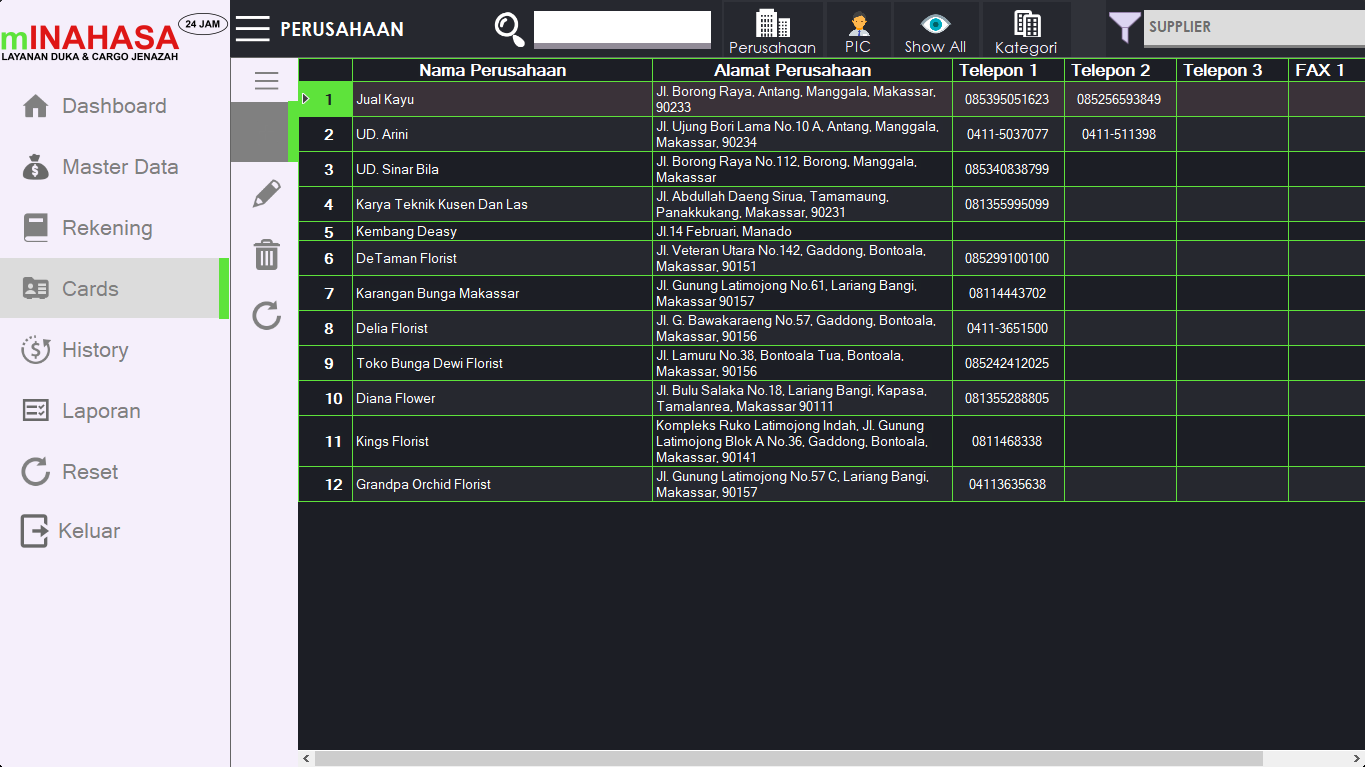 24 JAM
mINAHASA
LAYANAN DUKA & CARGO JENAZAH
Dashboard
Master Data
Rekening
Cards
History
Laporan
Reset
Keluar
PERUSAHAAN
Perusahaan
PIC
Show All
Kategori
SUPPLIER
Nama Perusahaan Alamat Perusahaan Telepon 1 Telepon 2 Telepon 3 FAX 1
1 Jual Kayu Jl. Borong Raya, Antang, Manggala, Makassar, 085395051623 085256593849
90233
2 UD. Arini Jl. Ujung Bori Lama No.10 A, Antang, Manggala, 0411-5037077 0411-511398
Makassar, 90234
3 UD. Sinar Bila Jl. Borong Raya No.112, Borong, Manggala, 085340838799
Makassar
4 Karya Teknik Kusen Dan Las Jl. Abdullah Daeng Sirua, Tamamaung, 081355995099
Panakkukang, Makassar, 90231
5 Kembang Deasy Jl.14 Februari, Manado
6 DeTaman Florist Jl. Veteran Utara No.142, Gaddong, Bontoala, 085299100100
Makassar, 90151
7 Karangan Bunga Makassar Jl. Gunung Latimojong No.61, Lariang Bangi, 08114443702
Makassar 90157
8 Delia Florist Jl. G. Bawakaraeng No.57, Gaddong, Bontoala, 0411-3651500
Makassar, 90156
9 Toko Bunga Dewi Florist Jl. Lamuru No.38, Bontoala Tua, Bontoala, 085242412025
Makassar, 90156
10 Diana Flower Jl. Bulu Salaka No.18, Lariang Bangi, Kapasa, 081355288805
Tamalanrea, Makassar 90111
11 Kings Florist Kompleks Ruko Latimojong Indah, Jl. Gunung 0811468338
Latimojong Blok A No.36, Gaddong, Bontoala,
Makassar, 90141
12 Grandpa Orchid Florist Jl. Gunung Latimojong No.57 C, Lariang Bangi, 04113635638
Makassar, 90157